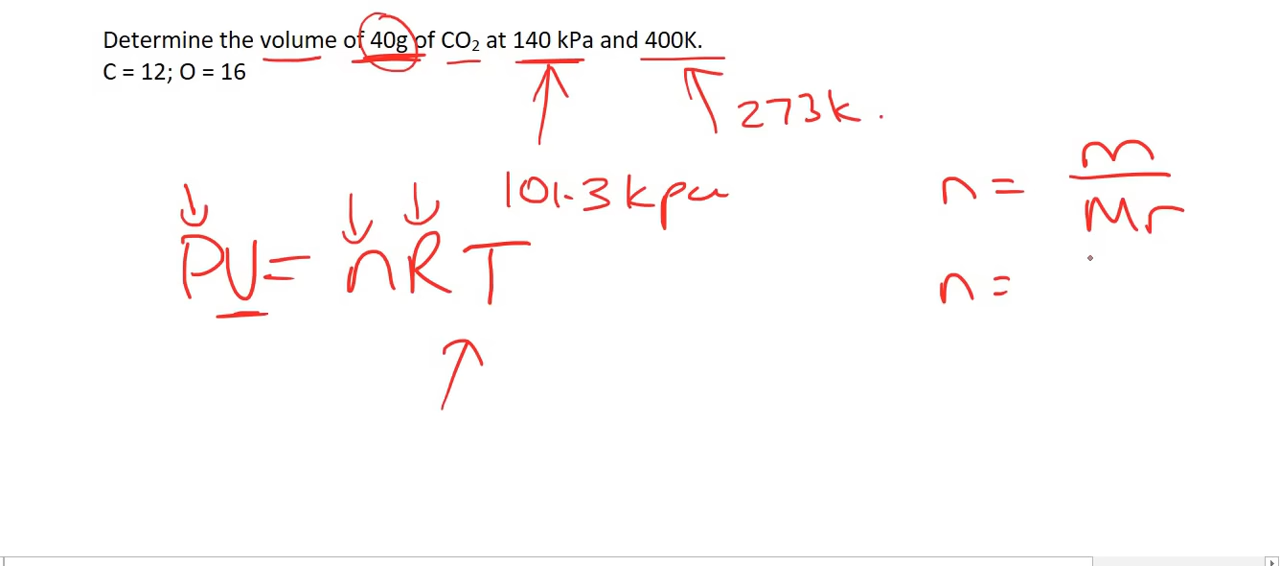 Determine the volume of 40g of CO₂ at 140 kPa and 400K.
C = 12; O = 16
273k.
101.3kpa
n = m/Mr
PV = nRT
n =